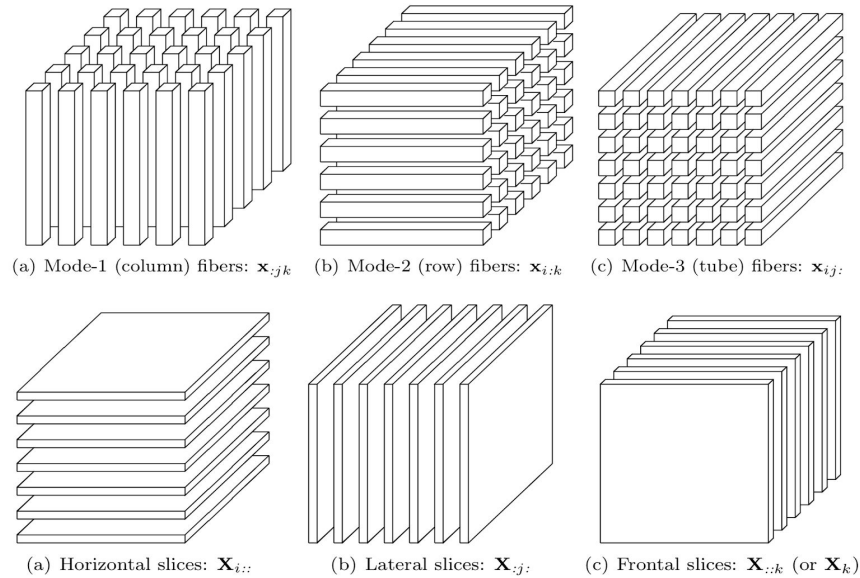 (a) Mode-1 (column) fibers: x:jk
(b) Mode-2 (row) fibers: xi:k
(c) Mode-3 (tube) fibers: xij:
(a) Horizontal slices: Xi::
(b) Lateral slices: X:j:
(c) Frontal slices: X::k (or Xk)